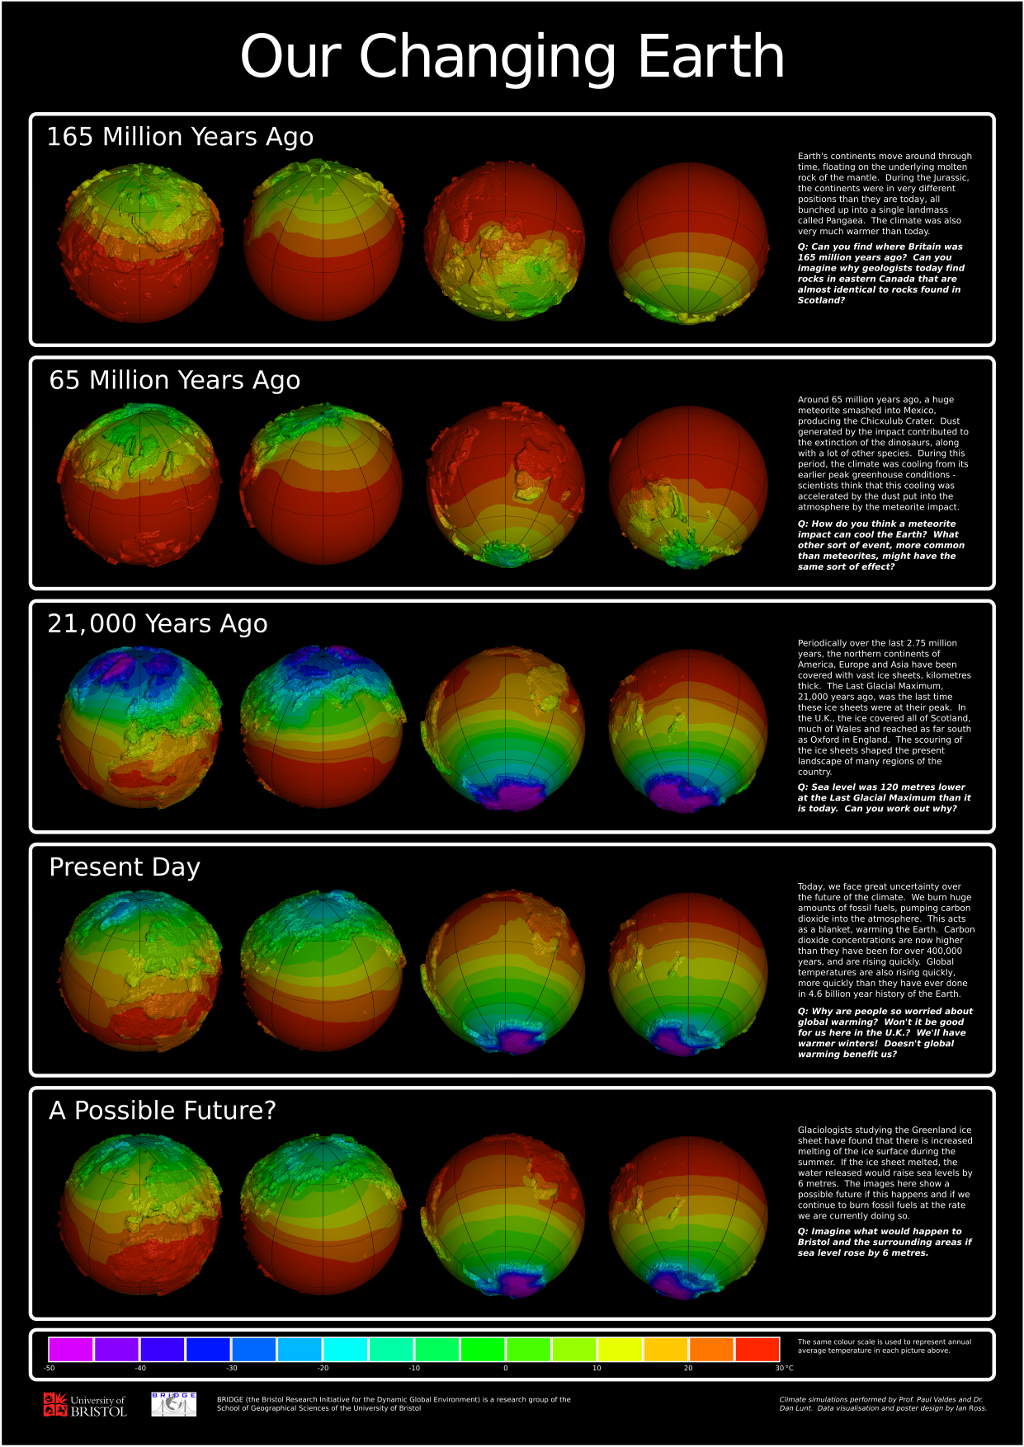 Our Changing Earth
165 Million Years Ago
Earth's continents move around through
time, floating on the underlying molten
rock of the mantle.  During the Jurassic,
the continents were in very different
positions than they are today, all
bunched up into a single landmass
called Pangaea.  The climate was also
very much warmer than today.
Q: Can you find where Britain was
165 million years ago?  Can you
imagine why geologists today find
rocks in eastern Canada that are
almost identical to rocks found in
Scotland?
65 Million Years Ago
Around 65 million years ago, a huge
meteorite smashed into Mexico,
producing the Chicxulub Crater.  Dust
generated by the impact contributed to
the extinction of the dinosaurs, along
with a lot of other species.  During this
period, the climate was cooling from its
earlier peak greenhouse conditions -
scientists think that this cooling was
accelerated by the dust put into the
atmosphere by the meteorite impact.
Q: How do you think a meteorite
impact can cool the Earth?  What
other sort of event, more common
than meteorites, might have the
same sort of effect?
21,000 Years Ago
Periodically over the last 2.75 million
years, the northern continents of
America, Europe and Asia have been
covered with vast ice sheets, kilometres
thick.  The Last Glacial Maximum,
21,000 years ago, was the last time
these ice sheets were at their peak.  In
the U.K., the ice covered all of Scotland,
much of Wales and reached as far south
as Oxford in England.  The scouring of
the ice sheets shaped the present
landscape of many regions of the
country.
Q: Sea level was 120 metres lower
at the Last Glacial Maximum than it
is today.  Can you work out why?
Present Day
Today, we face great uncertainty over
the future of the climate.  We burn huge
amounts of fossil fuels, pumping carbon
dioxide into the atmosphere.  This acts
as a blanket, warming the Earth.  Carbon
dioxide concentrations are now higher
than they have been for over 400,000
years, and are rising quickly.  Global
temperatures are also rising quickly,
more quickly than they have ever done
in 4.6 billion year history of the Earth.
Q: Why are people so worried about
global warming?  Won't it be good
for us here in the U.K.?  We'll have
warmer winters!  Doesn't global
warming benefit us?
A Possible Future?
Glaciologists studying the Greenland ice
sheet have found that there is increased
melting of the ice surface during the
summer.  If the ice sheet melted, the
water released would raise sea levels by
6 metres.  The images here show a
possible future if this happens and if we
continue to burn fossil fuels at the rate
we are currently doing so.
Q: Imagine what would happen to
Bristol and the surrounding areas if
sea level rose by 6 metres.
-50 -40 -30 -20 -10 0 10 20 30°C
The same colour scale is used to represent annual
average temperature in each picture above.
University of
BRISTOL
BRIDGE
BRIDGE (the Bristol Research Initiative for the Dynamic Global Environment) is a research group of the
School of Geographical Sciences of the University of Bristol
Climate simulations performed by Prof. Paul Valdes and Dr.
Dan Lunt.  Data visualisation and poster design by Ian Ross.